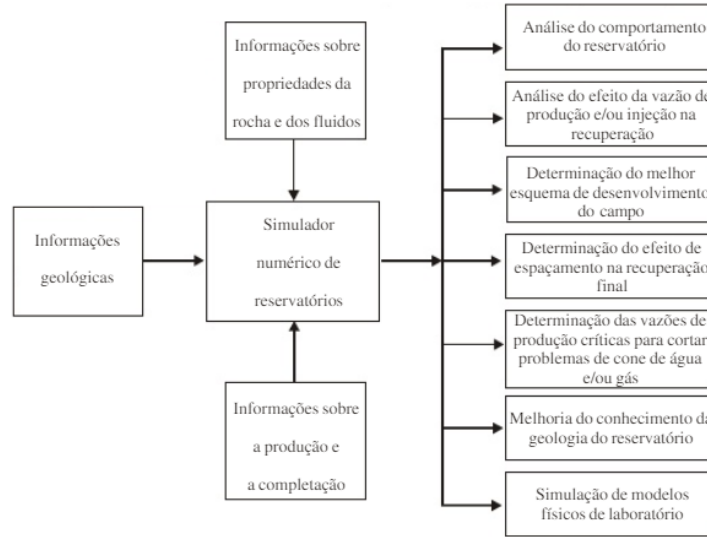 Informações sobre
propriedades da
rocha e dos fluidos
Informações
geológicas
Simulador
numérico de
reservatórios
Informações sobre
a produção e
a completação
Análise do comportamento
do reservatório
Análise do efeito da vazão de
produção e/ou injeção na
recuperação
Determinação do melhor
esquema de desenvolvimento
do campo
Determinação do efeito de
espaçamento na recuperação
final
Determinação das vazões de
produção críticas para cortar
problemas de cone de água
e/ou gás
Melhoria do conhecimento da
geologia do reservatório
Simulação de modelos
físicos de laboratório